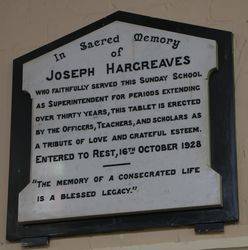 In Sacred Memory
of
JOSEPH HARGREAVES
WHO FAITHFULLY SERVED THIS SUNDAY SCHOOL
AS SUPERINTENDENT FOR PERIODS EXTENDING
OVER THIRTY YEARS, THIS TABLET IS ERECTED
BY THE OFFICERS, TEACHERS, AND SCHOLARS AS
A TRIBUTE OF LOVE AND GRATEFUL ESTEEM.
ENTERED TO REST, 16TH OCTOBER 1928
"THE MEMORY OF A CONSECRATED LIFE
IS A BLESSED LEGACY."